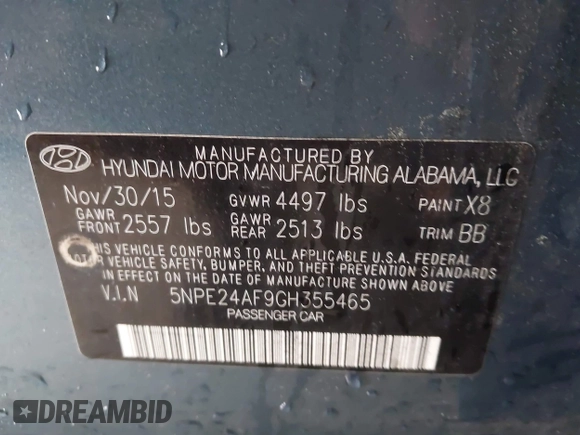 MANUFACTURED BY
HYUNDAI MOTOR MANUFACTURING ALABAMA, LLC
Nov/30/15 GVWR 4497 lbs PAINT X8
GAWR FRONT 2557 lbs GAWR REAR 2513 lbs TRIM BB
THIS VEHICLE CONFORMS TO ALL APPLICABLE U.S.A. FEDERAL
MOTOR VEHICLE SAFETY, BUMPER, AND THEFT PREVENTION STANDARDS
IN EFFECT ON THE DATE OF MANUFACTURE SHOWN ABOVE.
V.I.N 5NPE24AF9GH355465
PASSENGER CAR
DREAMBID